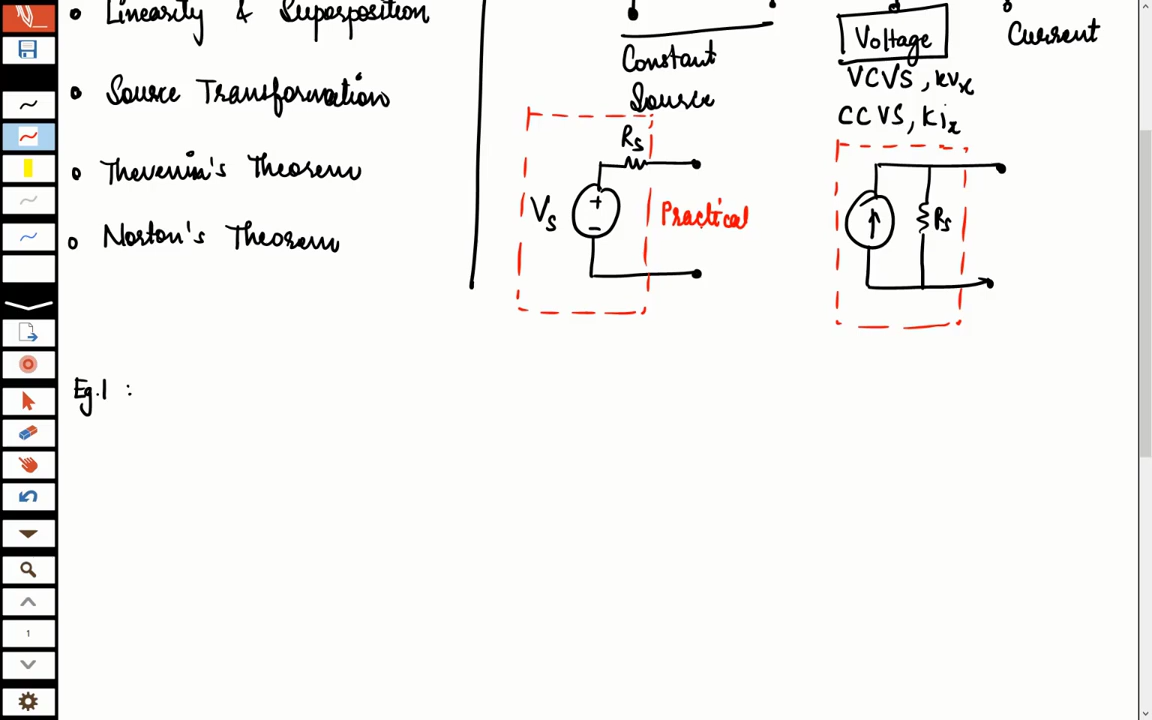 • Linearity & Superposition
• Source Transformation
• Thevenin's Theorem
• Norton's Theorem
Constant
Source
Voltage
VCVS, kvx
CCVS, Kix
Current
Rs
Vs
+
-
Practical
Rs
Eg.1 :
1